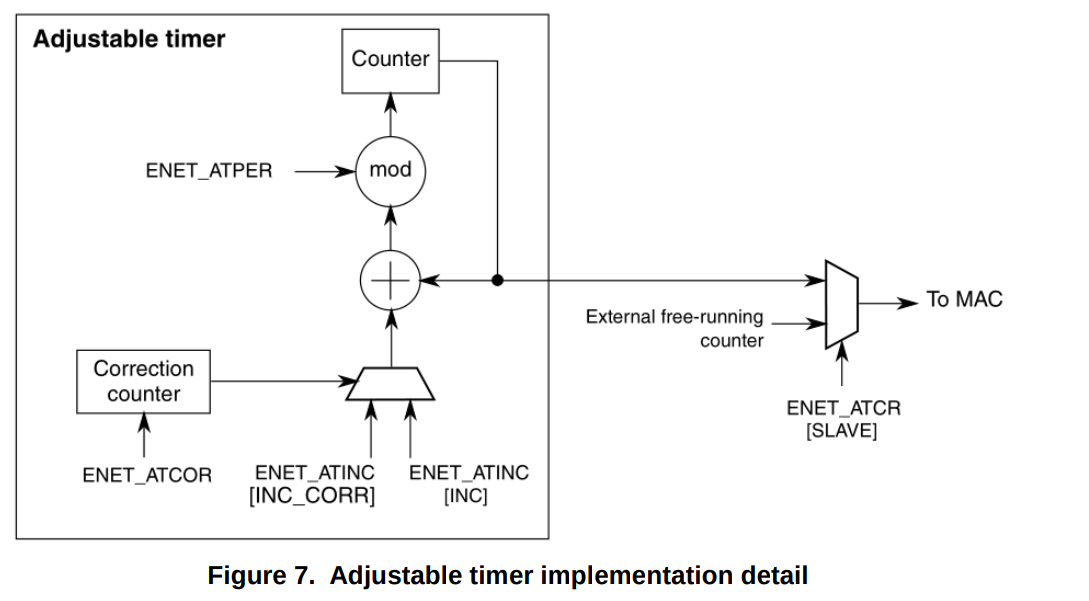 Adjustable timer
Counter
ENET_ATPER
mod
External free-running
counter
To MAC
Correction
counter
ENET_ATCR
[SLAVE]
ENET_ATCOR
ENET_ATINC
[INC_CORR]
ENET_ATINC
[INC]
Figure 7. Adjustable timer implementation detail